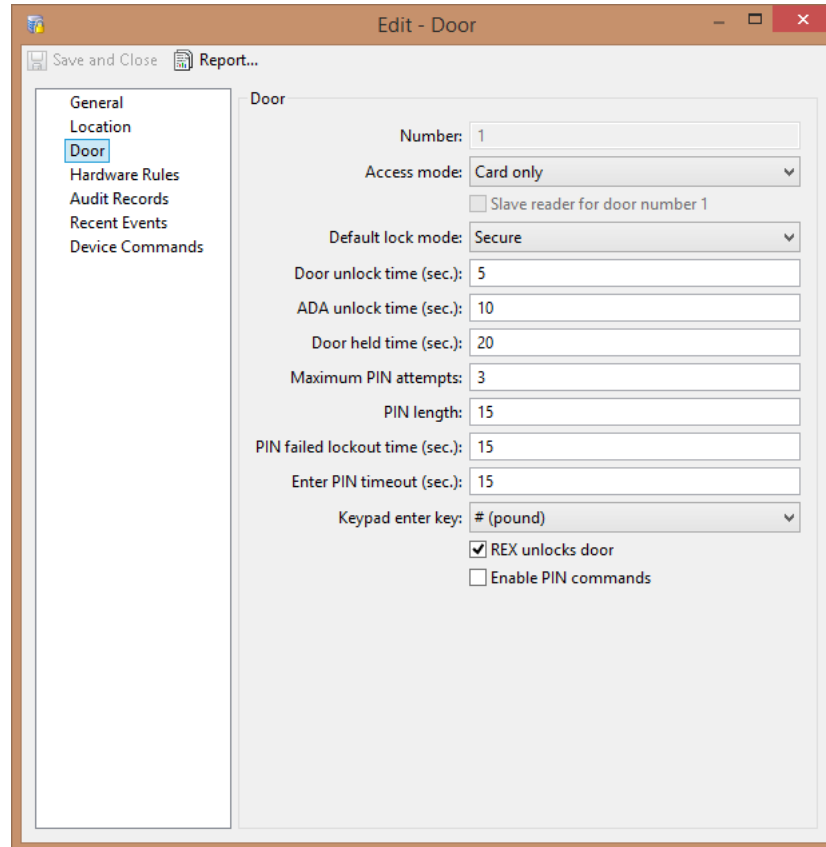 Edit - Door
Save and Close Report...
General
Location
Door
Hardware Rules
Audit Records
Recent Events
Device Commands
Door
Number: 1
Access mode: Card only
Slave reader for door number 1
Default lock mode: Secure
Door unlock time (sec.): 5
ADA unlock time (sec.): 10
Door held time (sec.): 20
Maximum PIN attempts: 3
PIN length: 15
PIN failed lockout time (sec.): 15
Enter PIN timeout (sec.): 15
Keypad enter key: # (pound)
REX unlocks door
Enable PIN commands